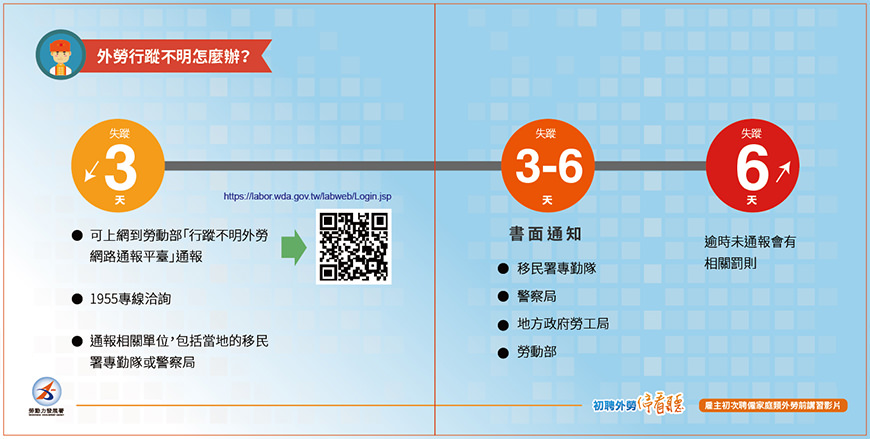 外勞行蹤不明怎麼辦?
失蹤
3
天
https://labor.wda.gov.tw/labweb/Login.jsp
● 可上網到勞動部「行蹤不明外勞
網路通報平臺」通報
● 1955專線洽詢
● 通報相關單位,包括當地的移民
署專勤隊或警察局
失蹤
3-6
天
書面通知
● 移民署專勤隊
● 警察局
● 地方政府勞工局
● 勞動部
失蹤
6
天
逾時未通報會有
相關罰則
勞動力發展署
初聘外勞停看聽
雇主初次聘僱家庭類外勞前講習影片